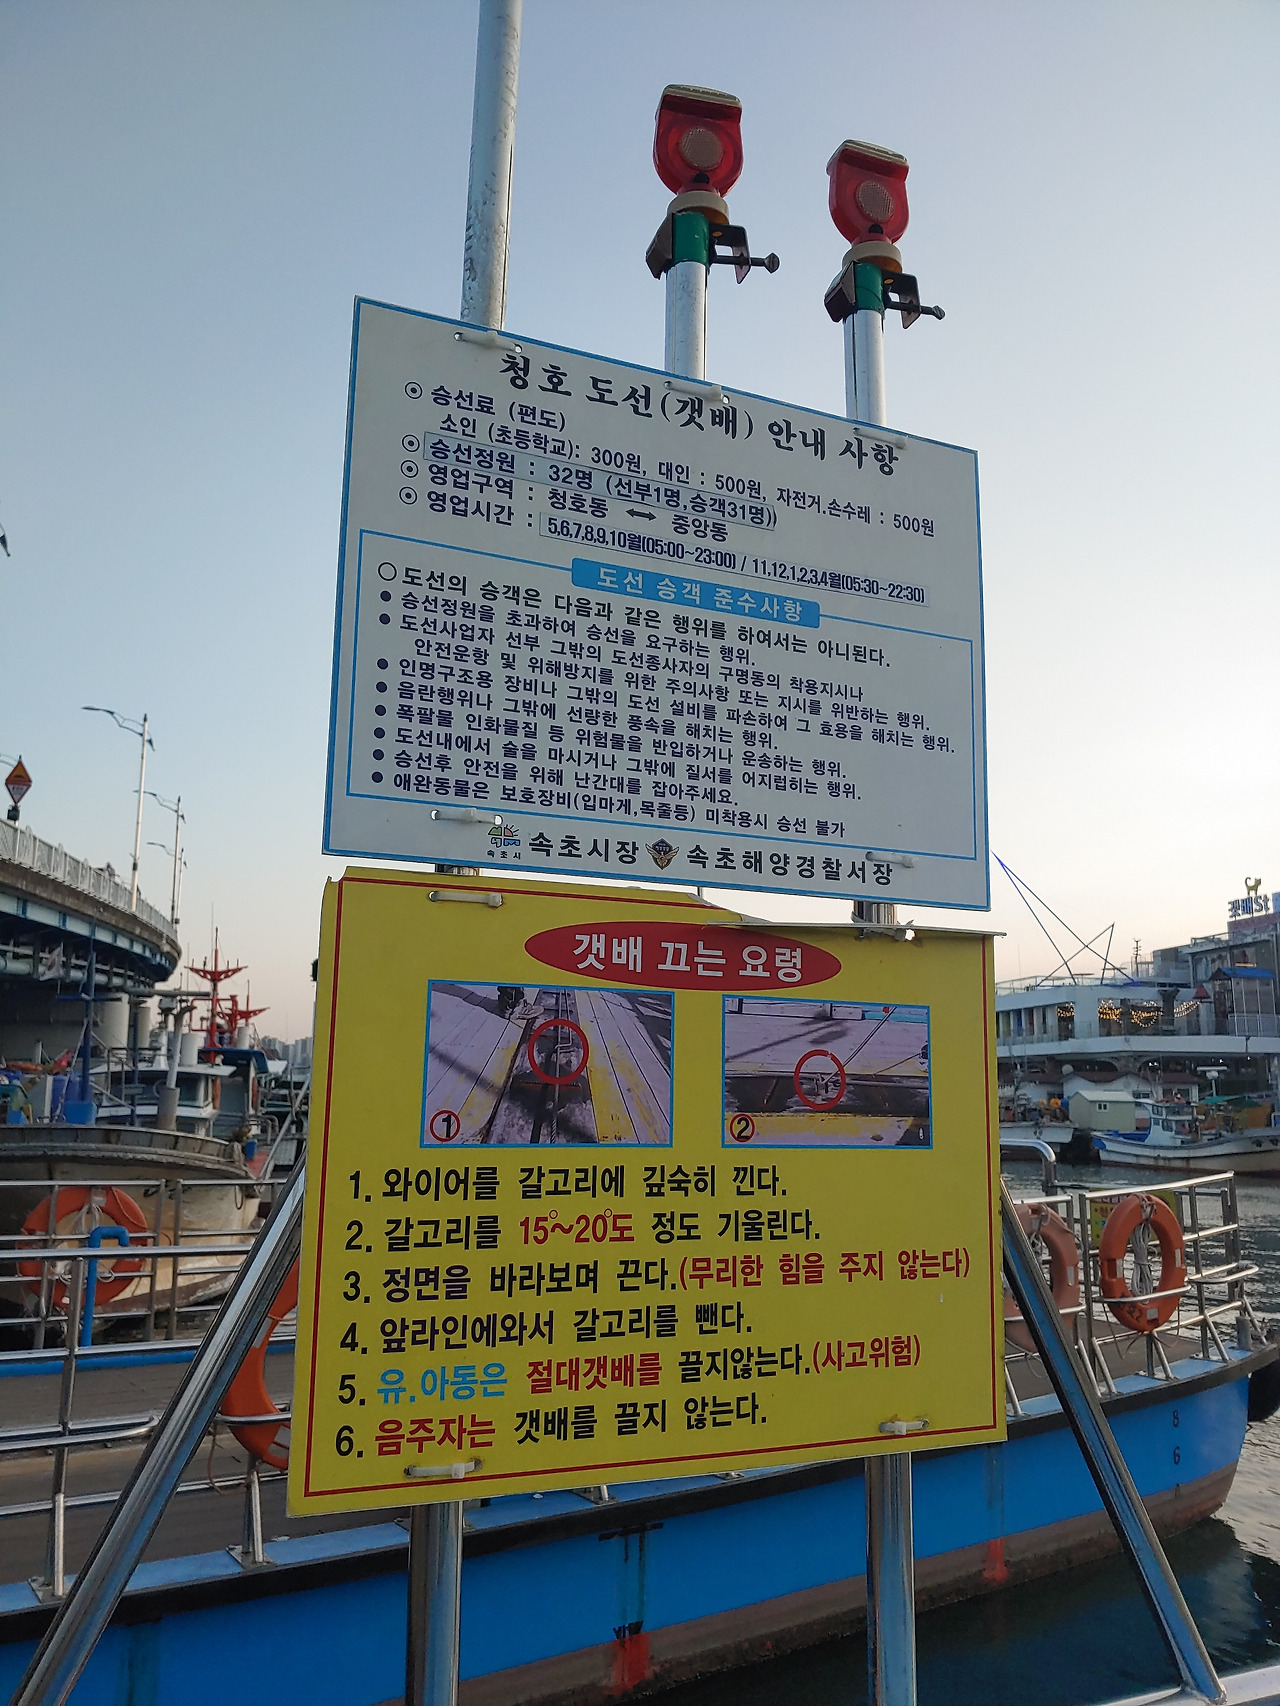 청호 도선(갯배) 안내 사항
⊙ 승선료 (편도)
소인 (초등학교): 300원, 대인 : 500원, 자전거.손수레 : 500원
⊙ 승선정원 : 32명 (선부1명,승객31명))
⊙ 영업구역 : 청호동 ↔ 중앙동
⊙ 영업시간 : 5,6,7,8,9,10월(05:00~23:00) / 11,12,1,2,3,4월(05:30~22:30)
도선 승객 준수사항
○ 도선의 승객은 다음과 같은 행위를 하여서는 아니된다.
● 승선정원을 초과하여 승선을 요구하는 행위.
● 도선사업자 선부 그밖의 도선종사자의 구명동의 착용지시나
안전운항 및 위해방지를 위한 주의사항 또는 지시를 위반하는 행위.
● 인명구조용 장비나 그밖의 도선 설비를 파손하여 그 효용을 해치는 행위.
● 음란행위나 그밖에 선량한 풍속을 해치는 행위.
● 폭팔물 인화물질 등 위험물을 반입하거나 운송하는 행위.
● 도선내에서 술을 마시거나 그밖에 질서를 어지럽히는 행위.
● 승선후 안전을 위해 난간대를 잡아주세요.
● 애완동물은 보호장비(입마게,목줄등) 미착용시 승선 불가
속초시 속초시장 속초해양경찰서장
갯배 끄는 요령
① ②
1. 와이어를 갈고리에 깊숙히 낀다.
2. 갈고리를 15°~20°도 정도 기울린다.
3. 정면을 바라보며 끈다.(무리한 힘을 주지 않는다)
4. 앞라인에와서 갈고리를 뺀다.
5. 유.아동은 절대갯배를 끌지않는다.(사고위험)
6. 음주자는 갯배를 끌지 않는다.
갯배St
8
6